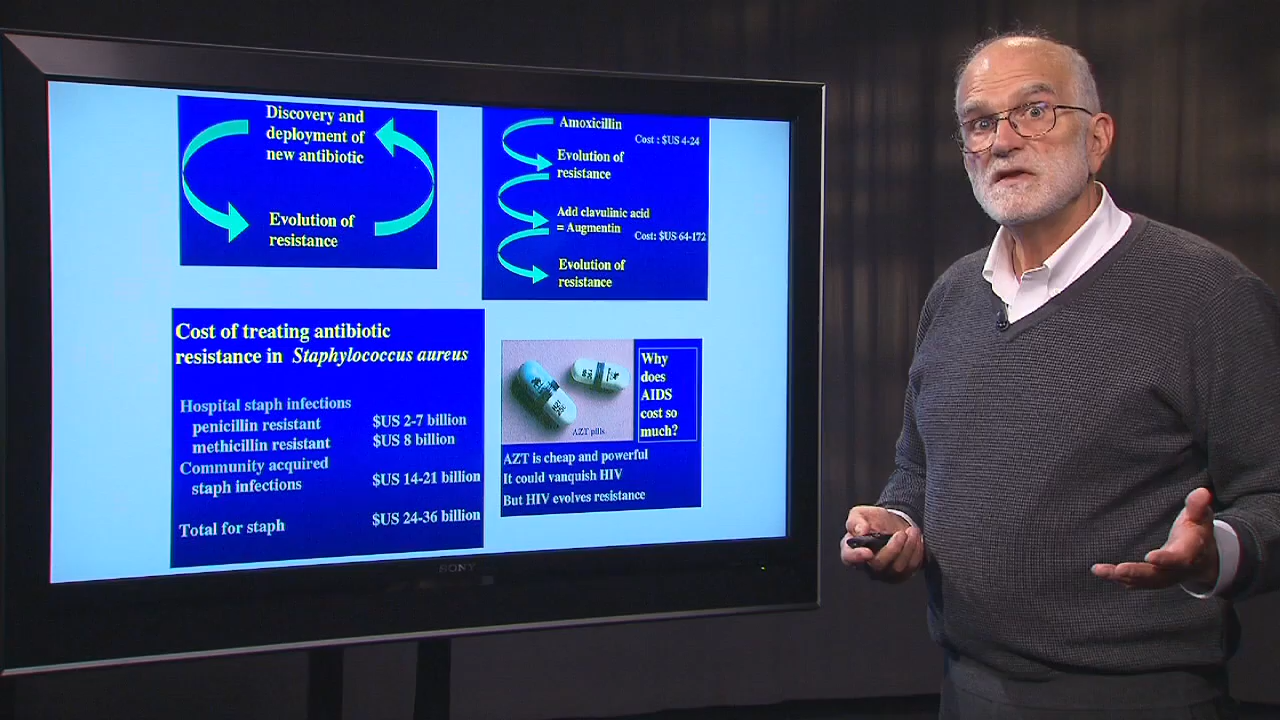 Discovery and
deployment of
new antibiotic
Evolution of
resistance
Amoxicillin
Cost : $US 4-24
Evolution of
resistance
Add clavulinic acid
= Augmentin
Cost: $US 64-172
Evolution of
resistance
Cost of treating antibiotic
resistance in Staphylococcus aureus
Hospital staph infections
penicillin resistant $US 2-7 billion
methicillin resistant $US 8 billion
Community acquired
staph infections $US 14-21 billion
Total for staph $US 24-36 billion
AZT pills
Why
does
AIDS
cost so
much?
AZT is cheap and powerful
It could vanquish HIV
But HIV evolves resistance
SONY